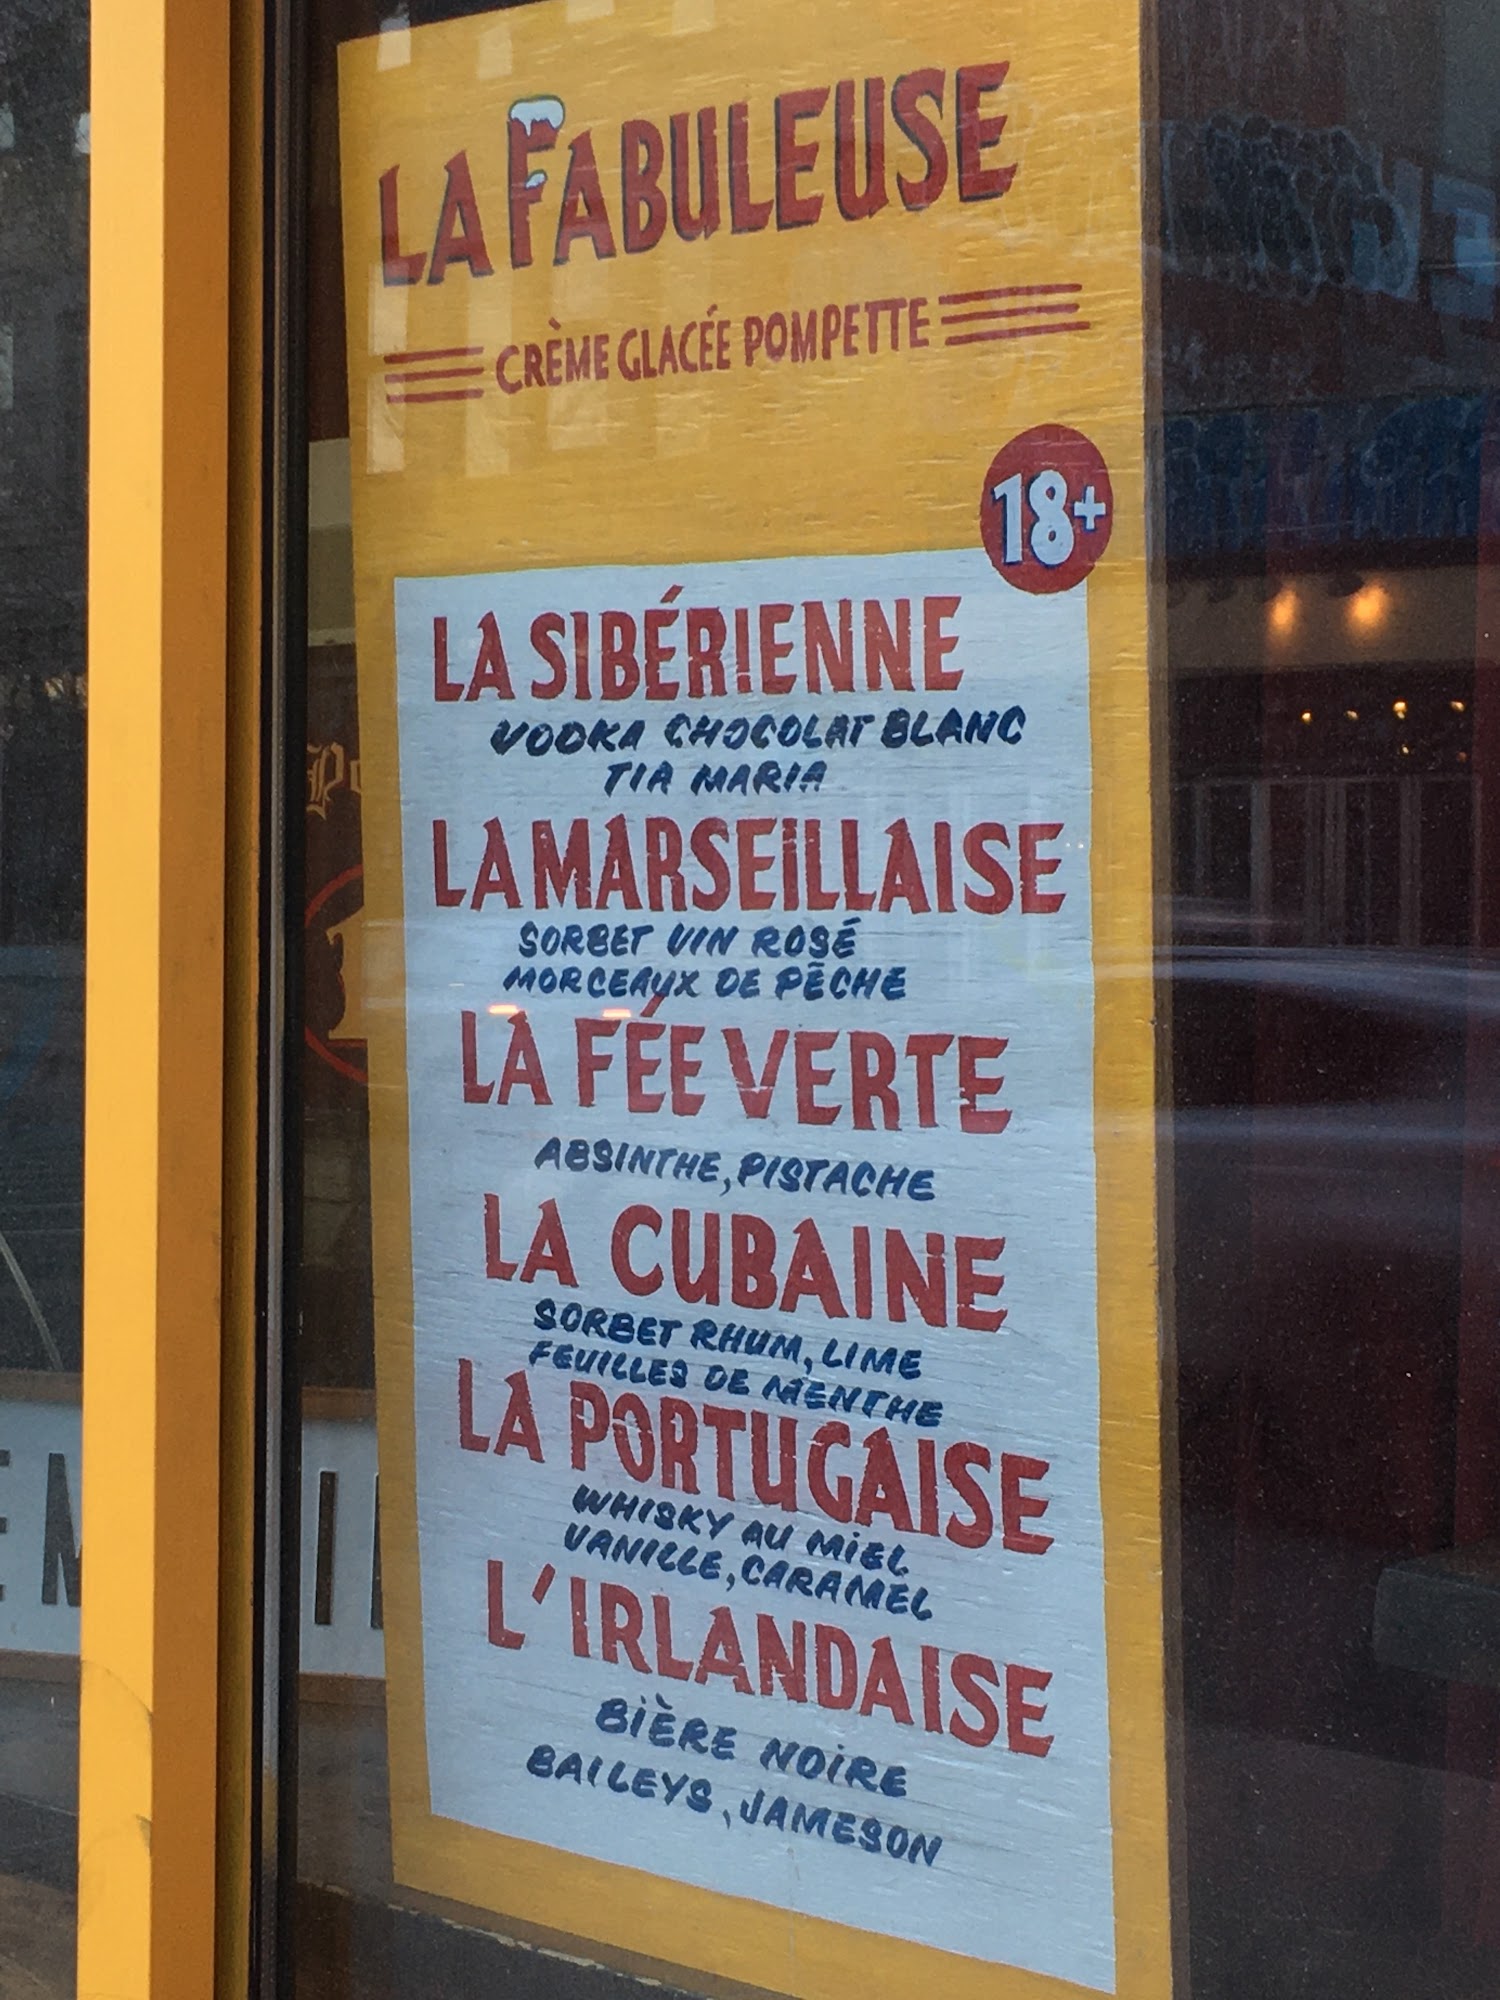 LA FABULEUSE
CRÈME GLACÉE POMPETTE
18+
LA SIBÉRIENNE
VODKA CHOCOLAT BLANC
TIA MARIA
LA MARSEILLAISE
SORBET VIN ROSÉ
MORCEAUX DE PÊCHE
LA FÉE VERTE
ABSINTHE, PISTACHE
LA CUBAINE
SORBET RHUM, LIME
FEUILLES DE MENTHE
LA PORTUGAISE
WHISKY AU MIEL
VANILLE, CARAMEL
L'IRLANDAISE
BIÈRE NOIRE
BAILEYS, JAMESON